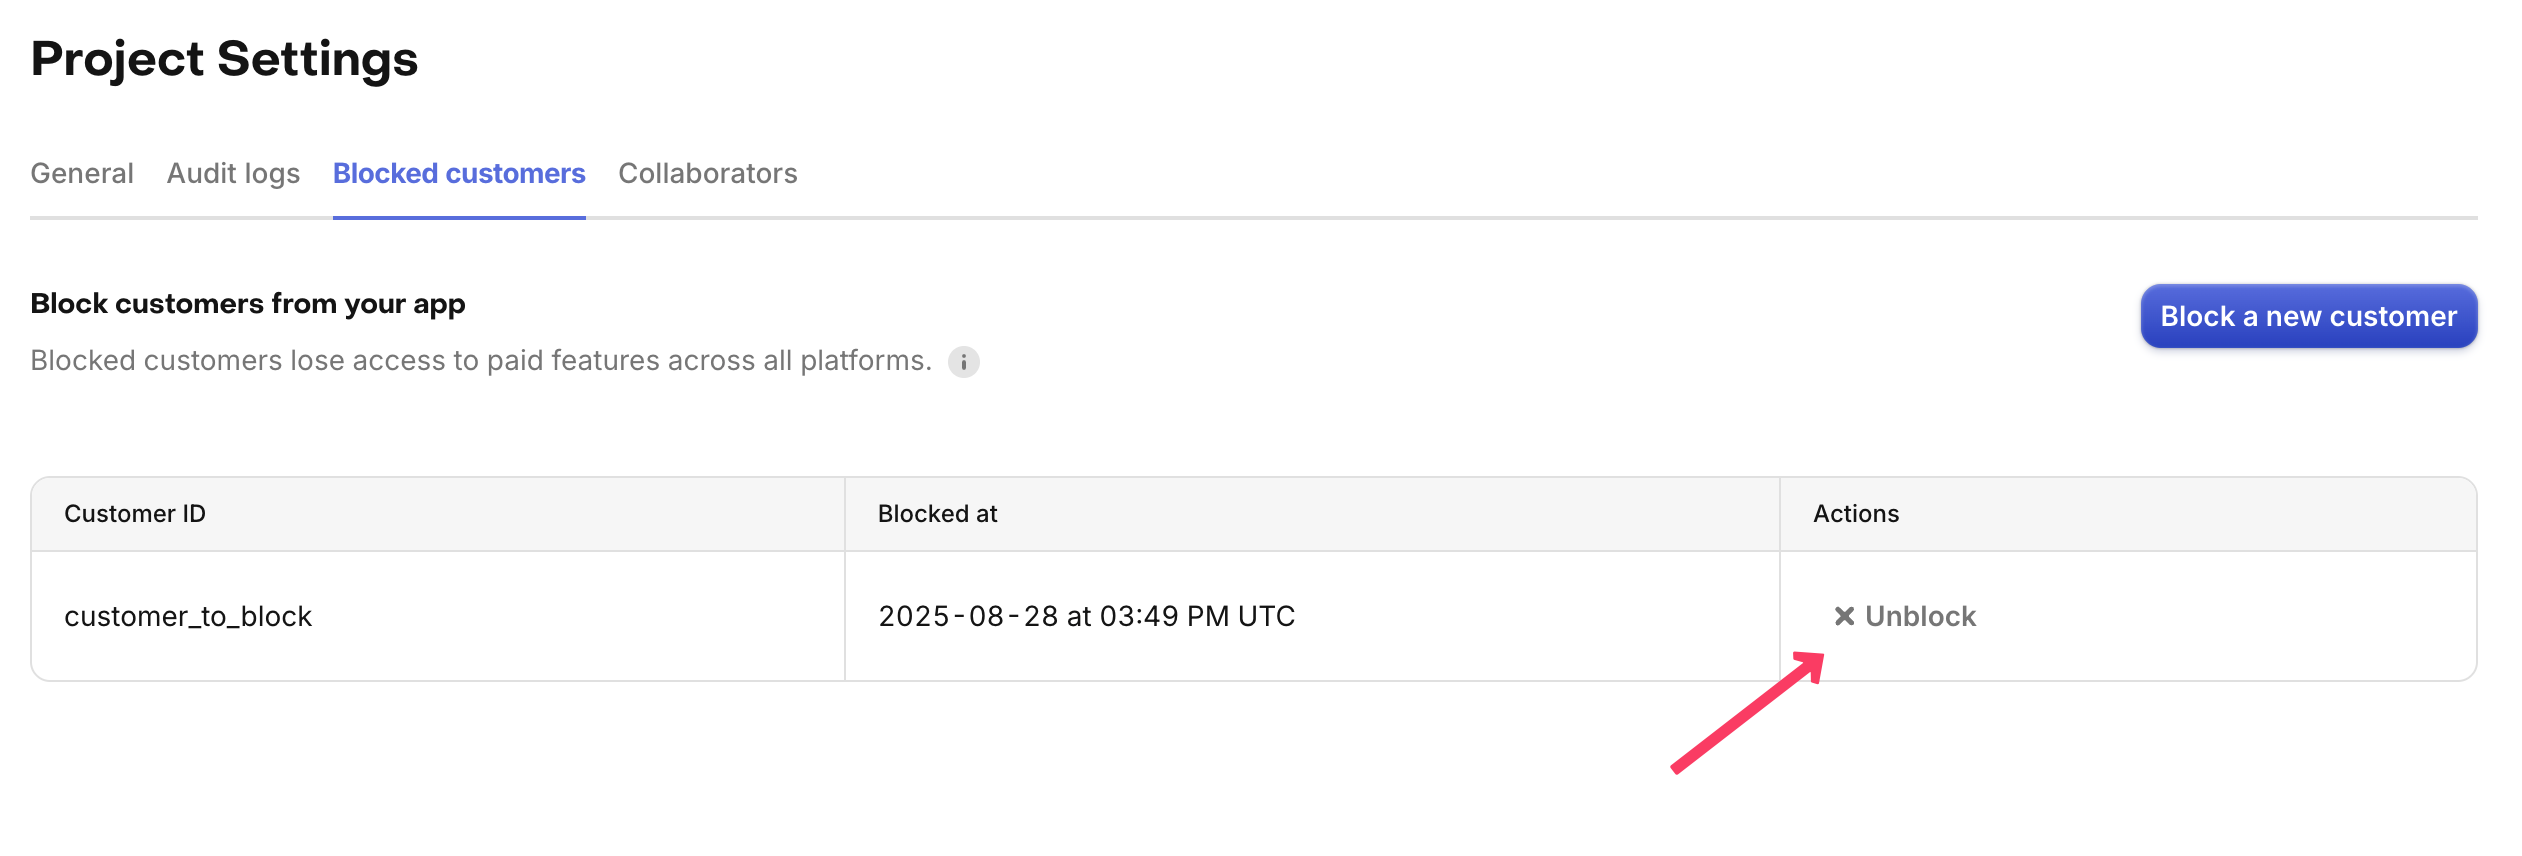 Project Settings
General Audit logs Blocked customers Collaborators
Block customers from your app
Block a new customer
Blocked customers lose access to paid features across all platforms.
Customer ID Blocked at Actions
customer_to_block 2025-08-28 at 03:49 PM UTC Unblock